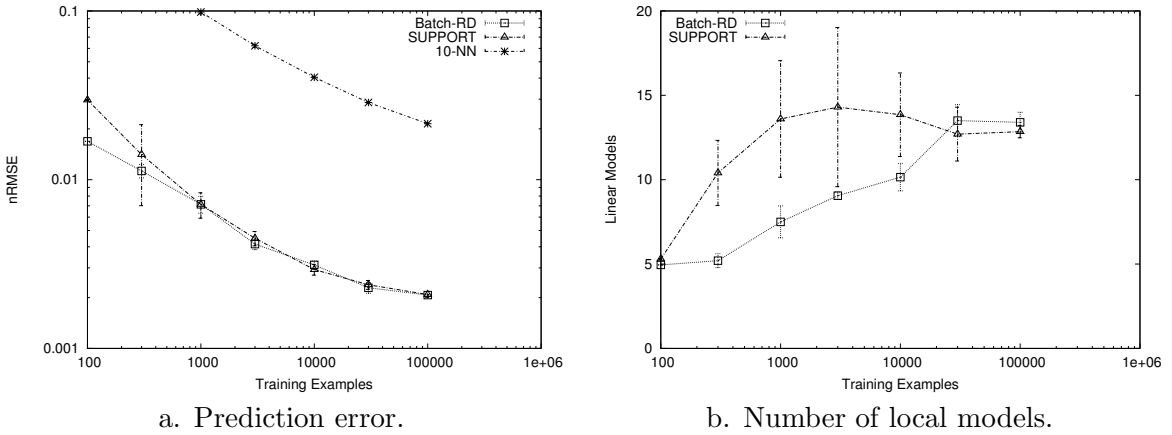 0.1
0.01
0.001
nRMSE
100
1000
10000
100000
1e+06
Training Examples
Batch-RD
SUPPORT
10-NN
a. Prediction error.
20
15
10
5
0
Linear Models
100
1000
10000
100000
1e+06
Training Examples
Batch-RD
SUPPORT
b. Number of local models.